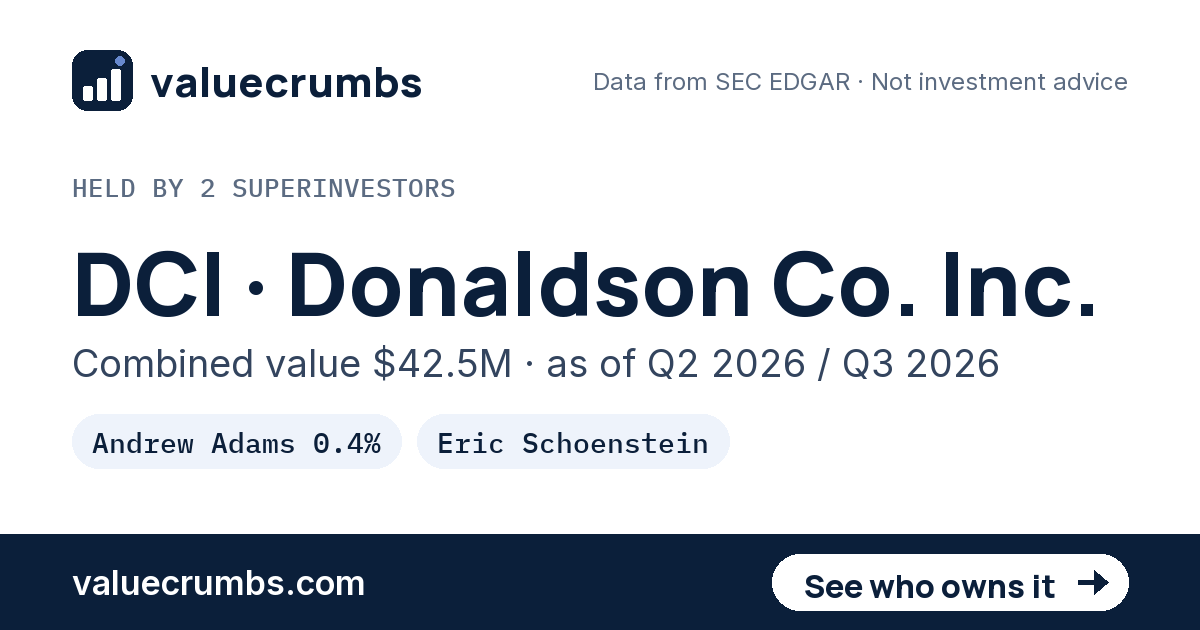 valuecrumbs
Data from SEC EDGAR · Not investment advice
HELD BY 2 SUPERINVESTORS
DCI · Donaldson Co. Inc.
Combined value $42.5M · as of Q2 2026 / Q3 2026
Andrew Adams 0.4%
Eric Schoenstein
valuecrumbs.com
See who owns it